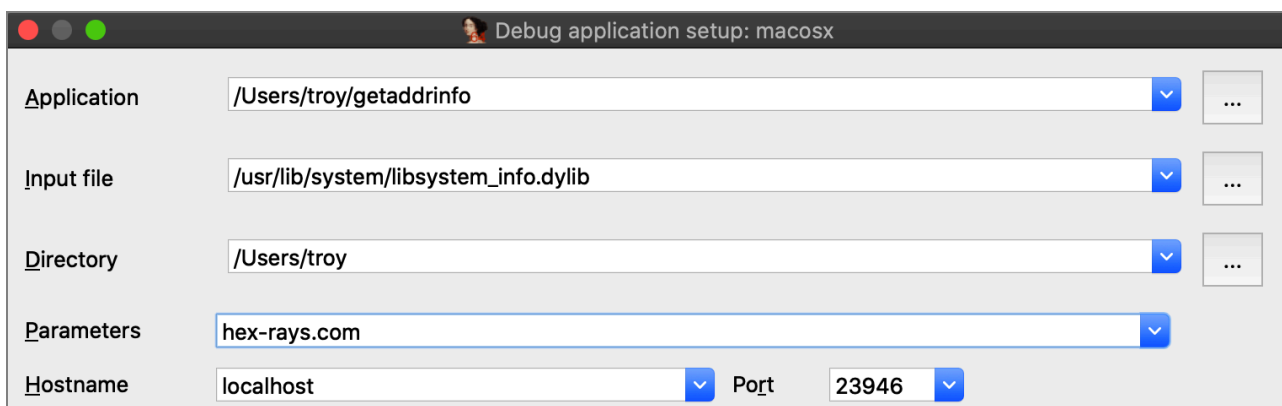 Debug application setup: macosx
Application /Users/troy/getaddrinfo ...
Input file /usr/lib/system/libsystem_info.dylib ...
Directory /Users/troy ...
Parameters hex-rays.com
Hostname localhost Port 23946